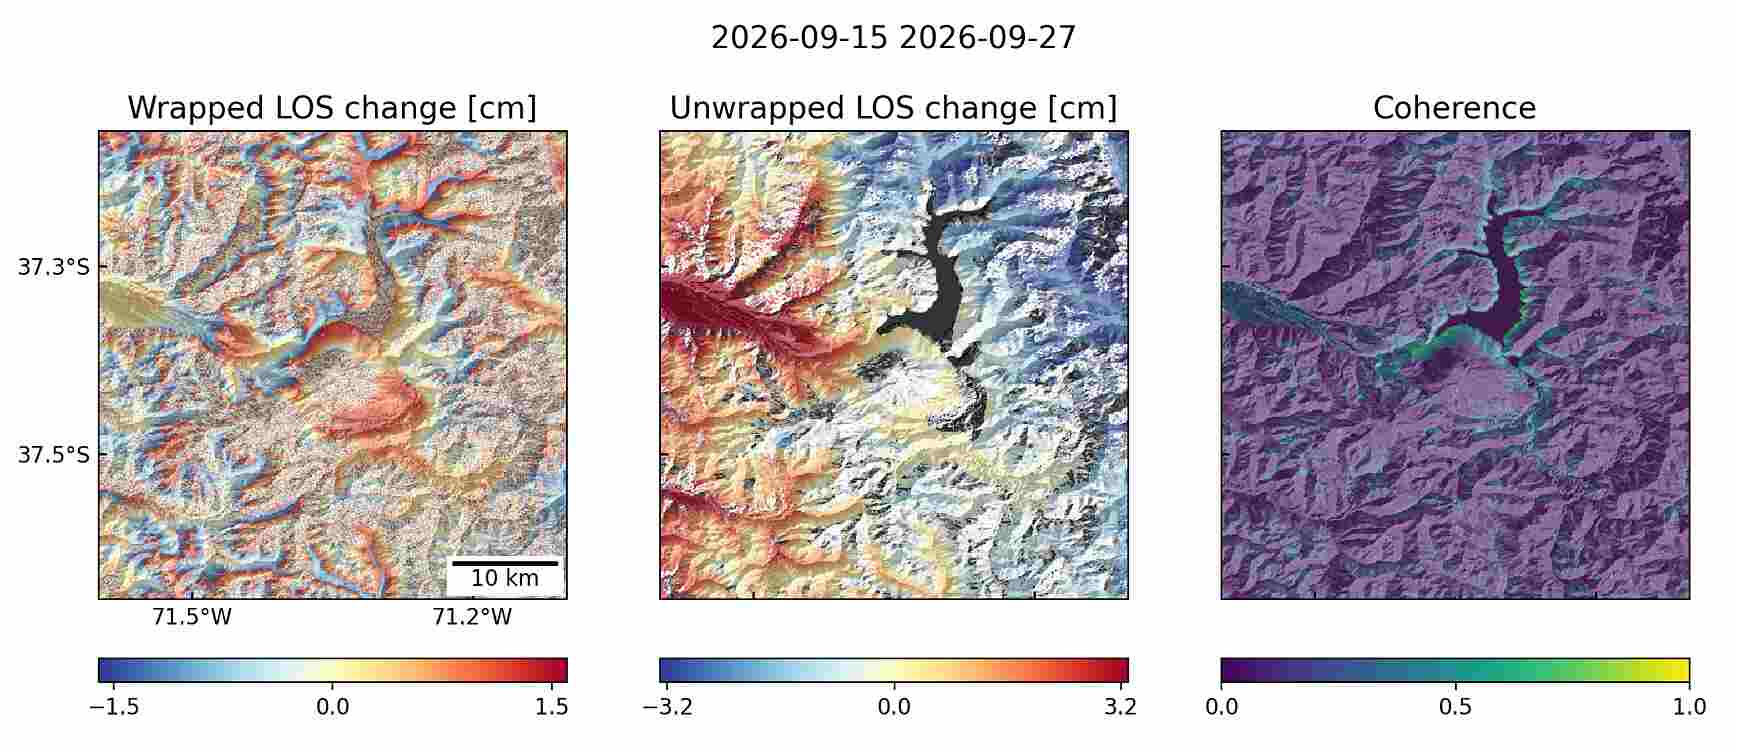 2026-09-15 2026-09-27
Wrapped LOS change [cm]
Unwrapped LOS change [cm]
Coherence
37.3°S
37.5°S
10 km
71.5°W
71.2°W
−1.5
0.0
1.5
−3.2
0.0
3.2
0.0
0.5
1.0